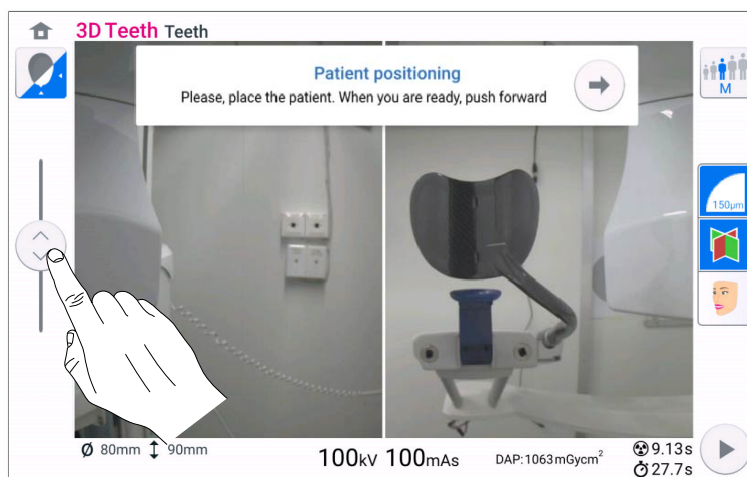 3D Teeth Teeth
Patient positioning
Please, place the patient. When you are ready, push forward
M
150μm
Ø 80mm ↕ 90mm
100kV 100mAs
DAP: 1063 mGycm²
9.13s
27.7s